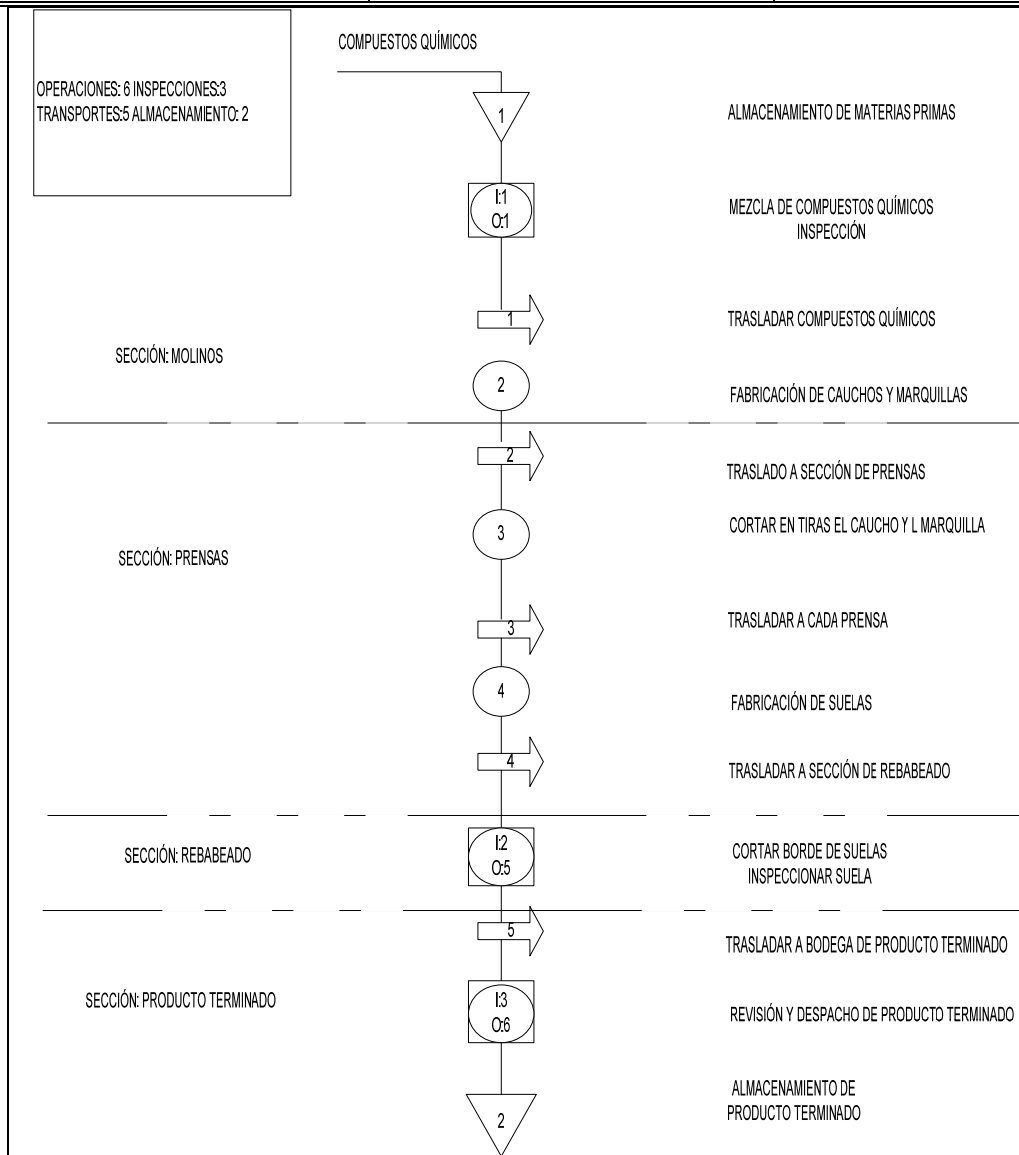 COMPUESTOS QUÍMICOS
OPERACIONES: 6 INSPECCIONES:3
TRANSPORTES:5 ALMACENAMIENTO: 2
1
ALMACENAMIENTO DE MATERIAS PRIMAS
I:1
O:1
MEZCLA DE COMPUESTOS QUÍMICOS
INSPECCIÓN
1
TRASLADAR COMPUESTOS QUÍMICOS
SECCIÓN: MOLINOS
2
FABRICACIÓN DE CAUCHOS Y MARQUILLAS
2
TRASLADO A SECCIÓN DE PRENSAS
3
CORTAR EN TIRAS EL CAUCHO Y L MARQUILLA
SECCIÓN: PRENSAS
3
TRASLADAR A CADA PRENSA
4
FABRICACIÓN DE SUELAS
4
TRASLADAR A SECCIÓN DE REBABEADO
SECCIÓN: REBABEADO
I:2
O:5
CORTAR BORDE DE SUELAS
INSPECCIONAR SUELA
5
TRASLADAR A BODEGA DE PRODUCTO TERMINADO
SECCIÓN: PRODUCTO TERMINADO
I:3
O:6
REVISIÓN Y DESPACHO DE PRODUCTO TERMINADO
ALMACENAMIENTO DE
PRODUCTO TERMINADO
2